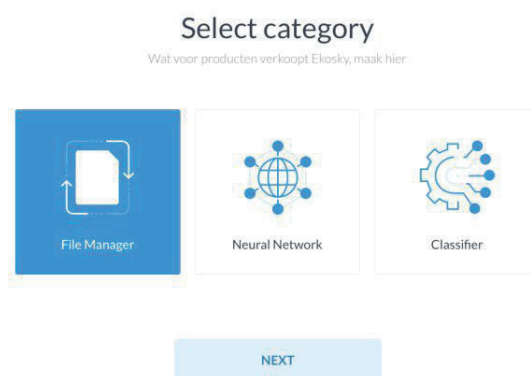 Select category
Wat voor producten verkoopt Ekosky, maak hier
File Manager
Neural Network
Classifier
NEXT